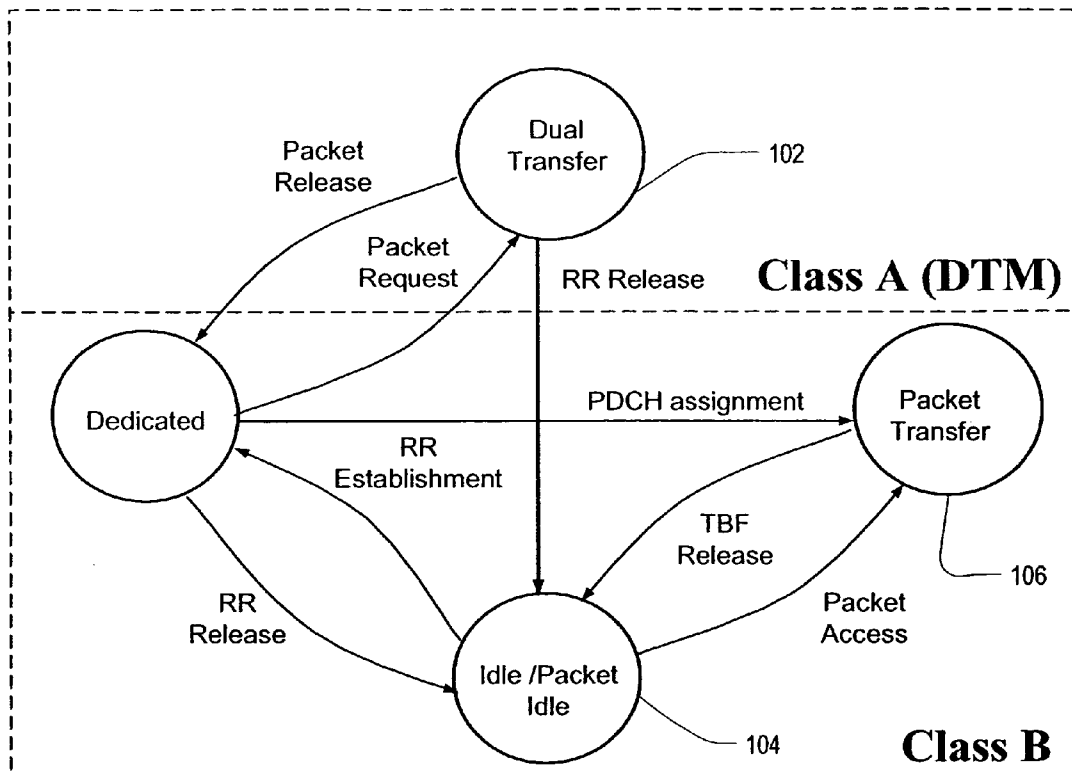 Dual
Transfer
102
Packet
Release
Packet
Request
RR Release
Class A (DTM)
Dedicated
PDCH assignment
Packet
Transfer
RR
Establishment
TBF
Release
106
RR
Release
Packet
Access
Idle /Packet
Idle
104
Class B